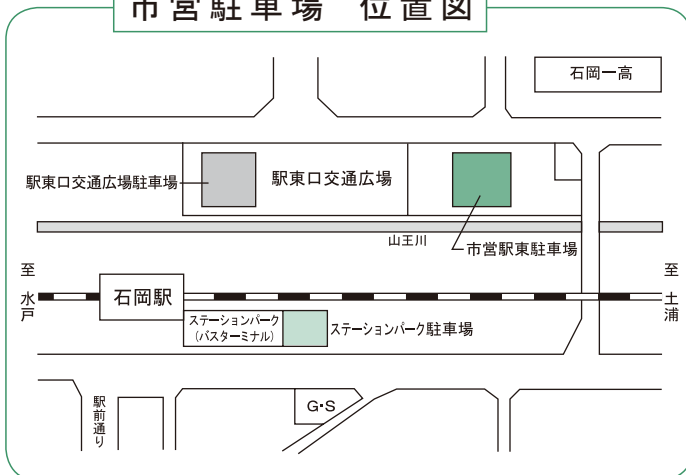 市営駐車場 位置図
石岡一高
駅東口交通広場駐車場
駅東口交通広場
山王川
市営駅東駐車場
至水戸
石岡駅
至土浦
ステーションパーク
(バスターミナル)
ステーションパーク駐車場
駅前通り
G・S